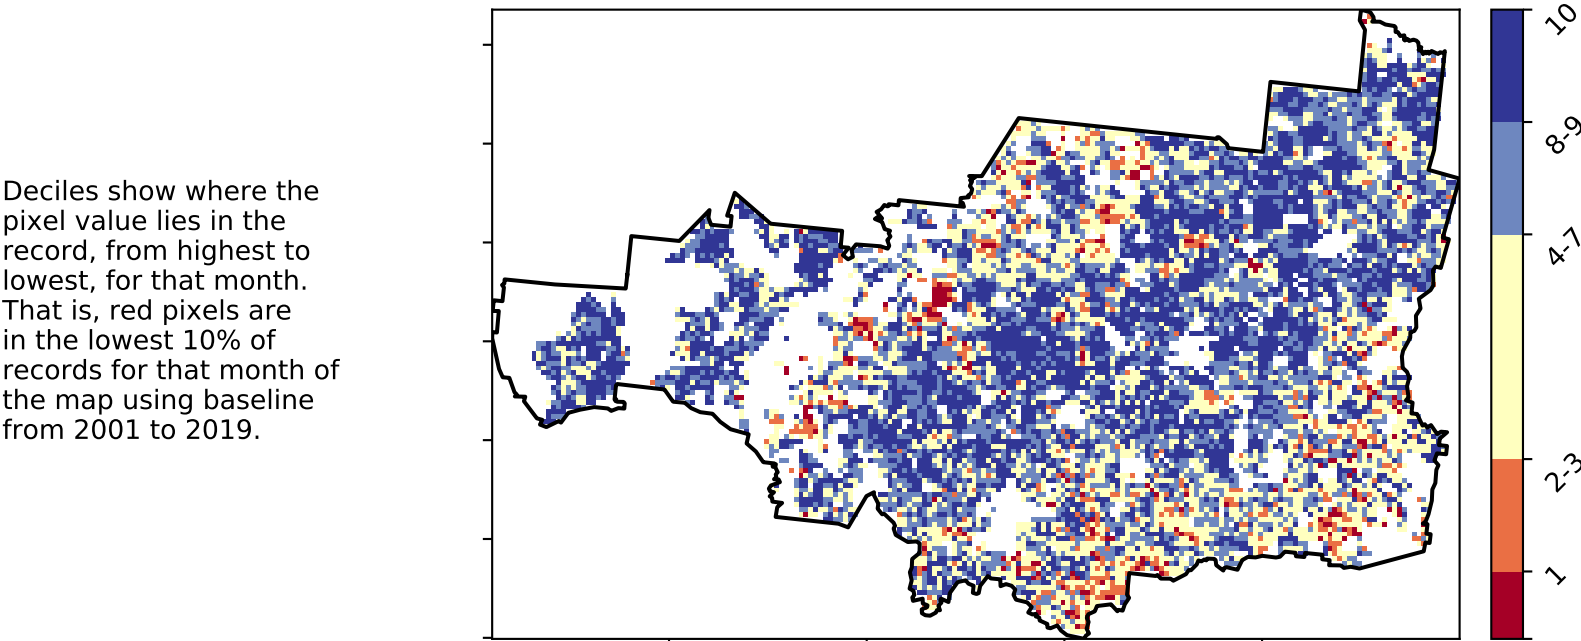 Deciles show where the
pixel value lies in the
record, from highest to
lowest, for that month.
That is, red pixels are
in the lowest 10% of
records for that month of
the map using baseline
from 2001 to 2019.
10
8-9
4-7
2-3
1